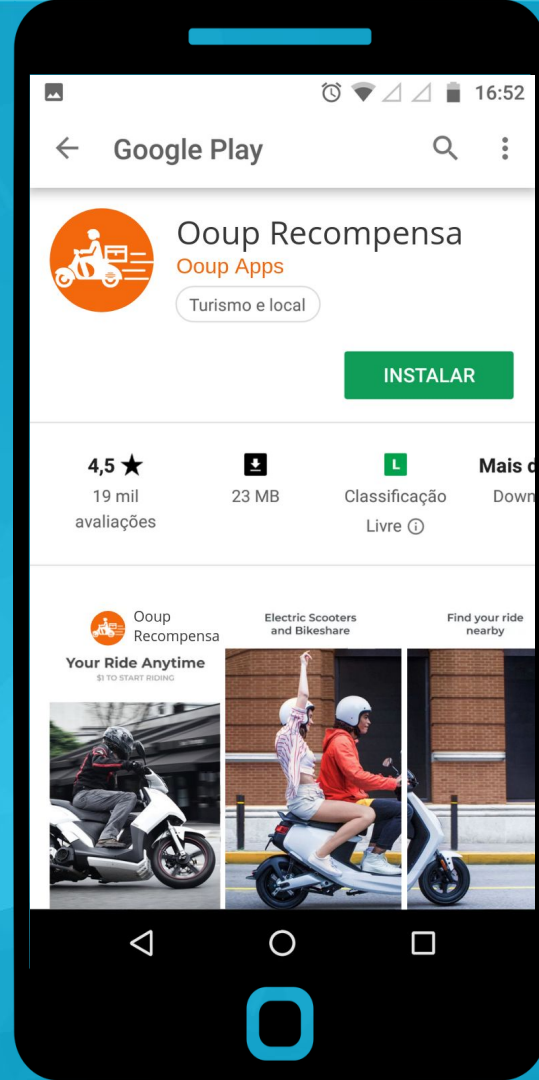 16:52
Google Play
Ooup Recompensa
Ooup Apps
Turismo e local
INSTALAR
4,5 ★
19 mil
avaliações
23 MB
L
Classificação
Livre
Mais d
Down
Ooup
Recompensa
Your Ride Anytime
$1 TO START RIDING
Electric Scooters
and Bikeshare
Find your ride
nearby